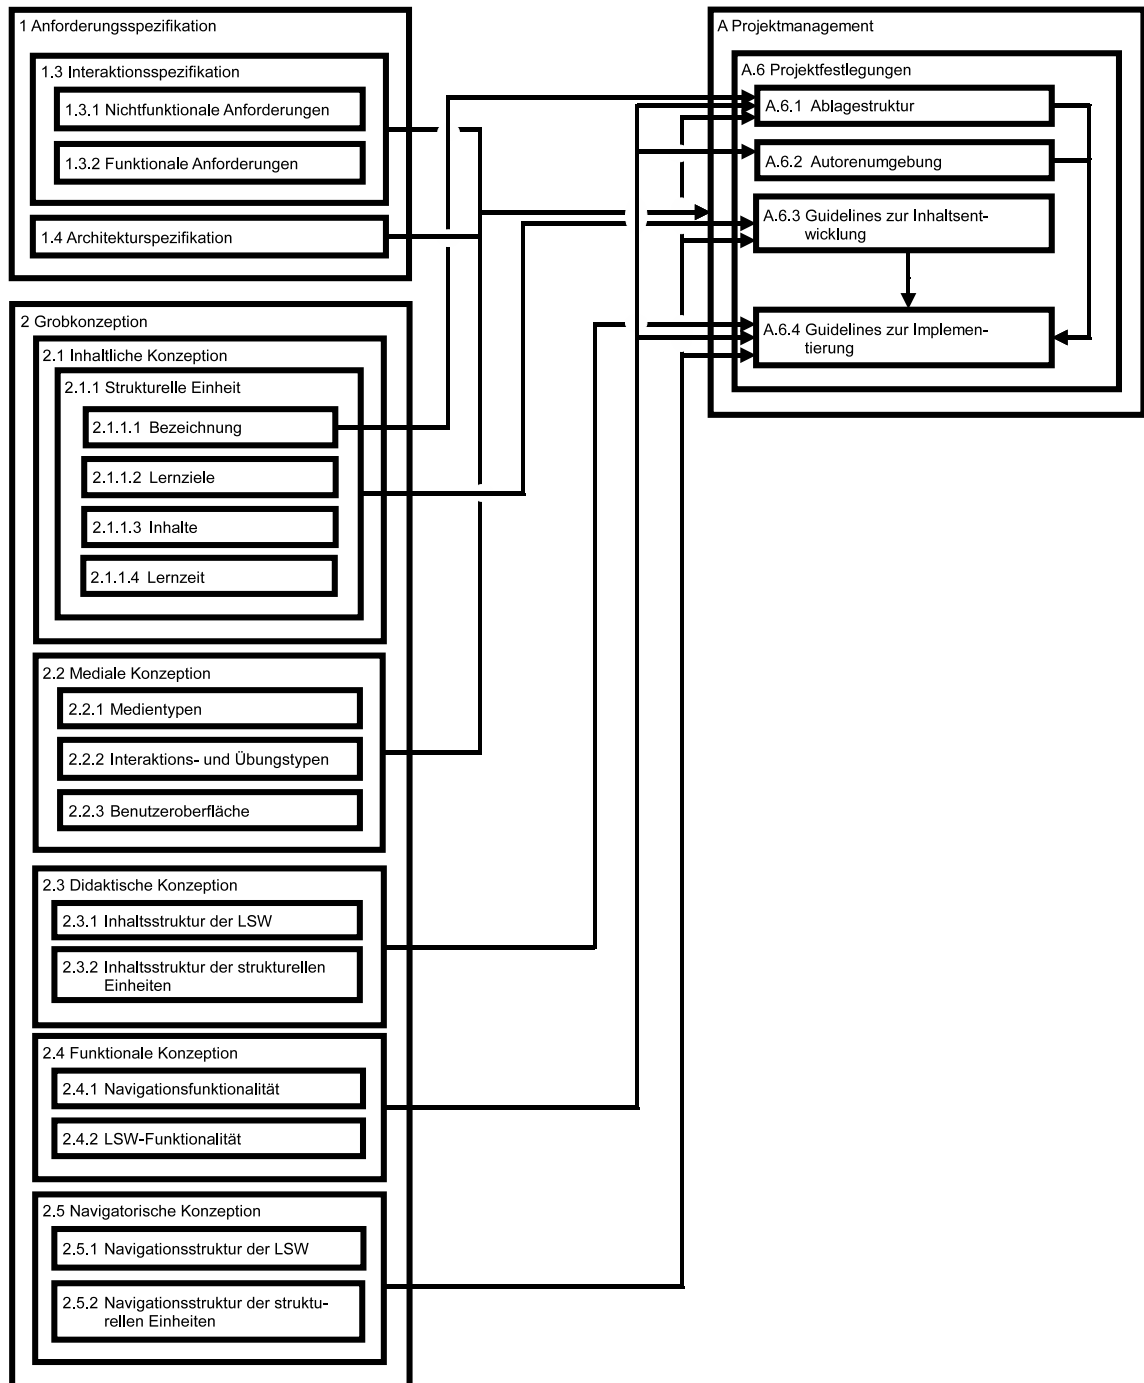 1 Anforderungsspezifikation
1.3 Interaktionsspezifikation
1.3.1 Nichtfunktionale Anforderungen
1.3.2 Funktionale Anforderungen
1.4 Architekturspezifikation
2 Grobkonzeption
2.1 Inhaltliche Konzeption
2.1.1 Strukturelle Einheit
2.1.1.1 Bezeichnung
2.1.1.2 Lernziele
2.1.1.3 Inhalte
2.1.1.4 Lernzeit
2.2 Mediale Konzeption
2.2.1 Medientypen
2.2.2 Interaktions- und Übungstypen
2.2.3 Benutzeroberfläche
2.3 Didaktische Konzeption
2.3.1 Inhaltsstruktur der LSW
2.3.2 Inhaltsstruktur der strukturellen
Einheiten
2.4 Funktionale Konzeption
2.4.1 Navigationsfunktionalität
2.4.2 LSW-Funktionalität
2.5 Navigatorische Konzeption
2.5.1 Navigationsstruktur der LSW
2.5.2 Navigationsstruktur der struktu-
rellen Einheiten
A Projektmanagement
A.6 Projektfestlegungen
A.6.1 Ablagestruktur
A.6.2 Autorenumgebung
A.6.3 Guidelines zur Inhaltsent-
wicklung
A.6.4 Guidelines zur Implemen-
tierung